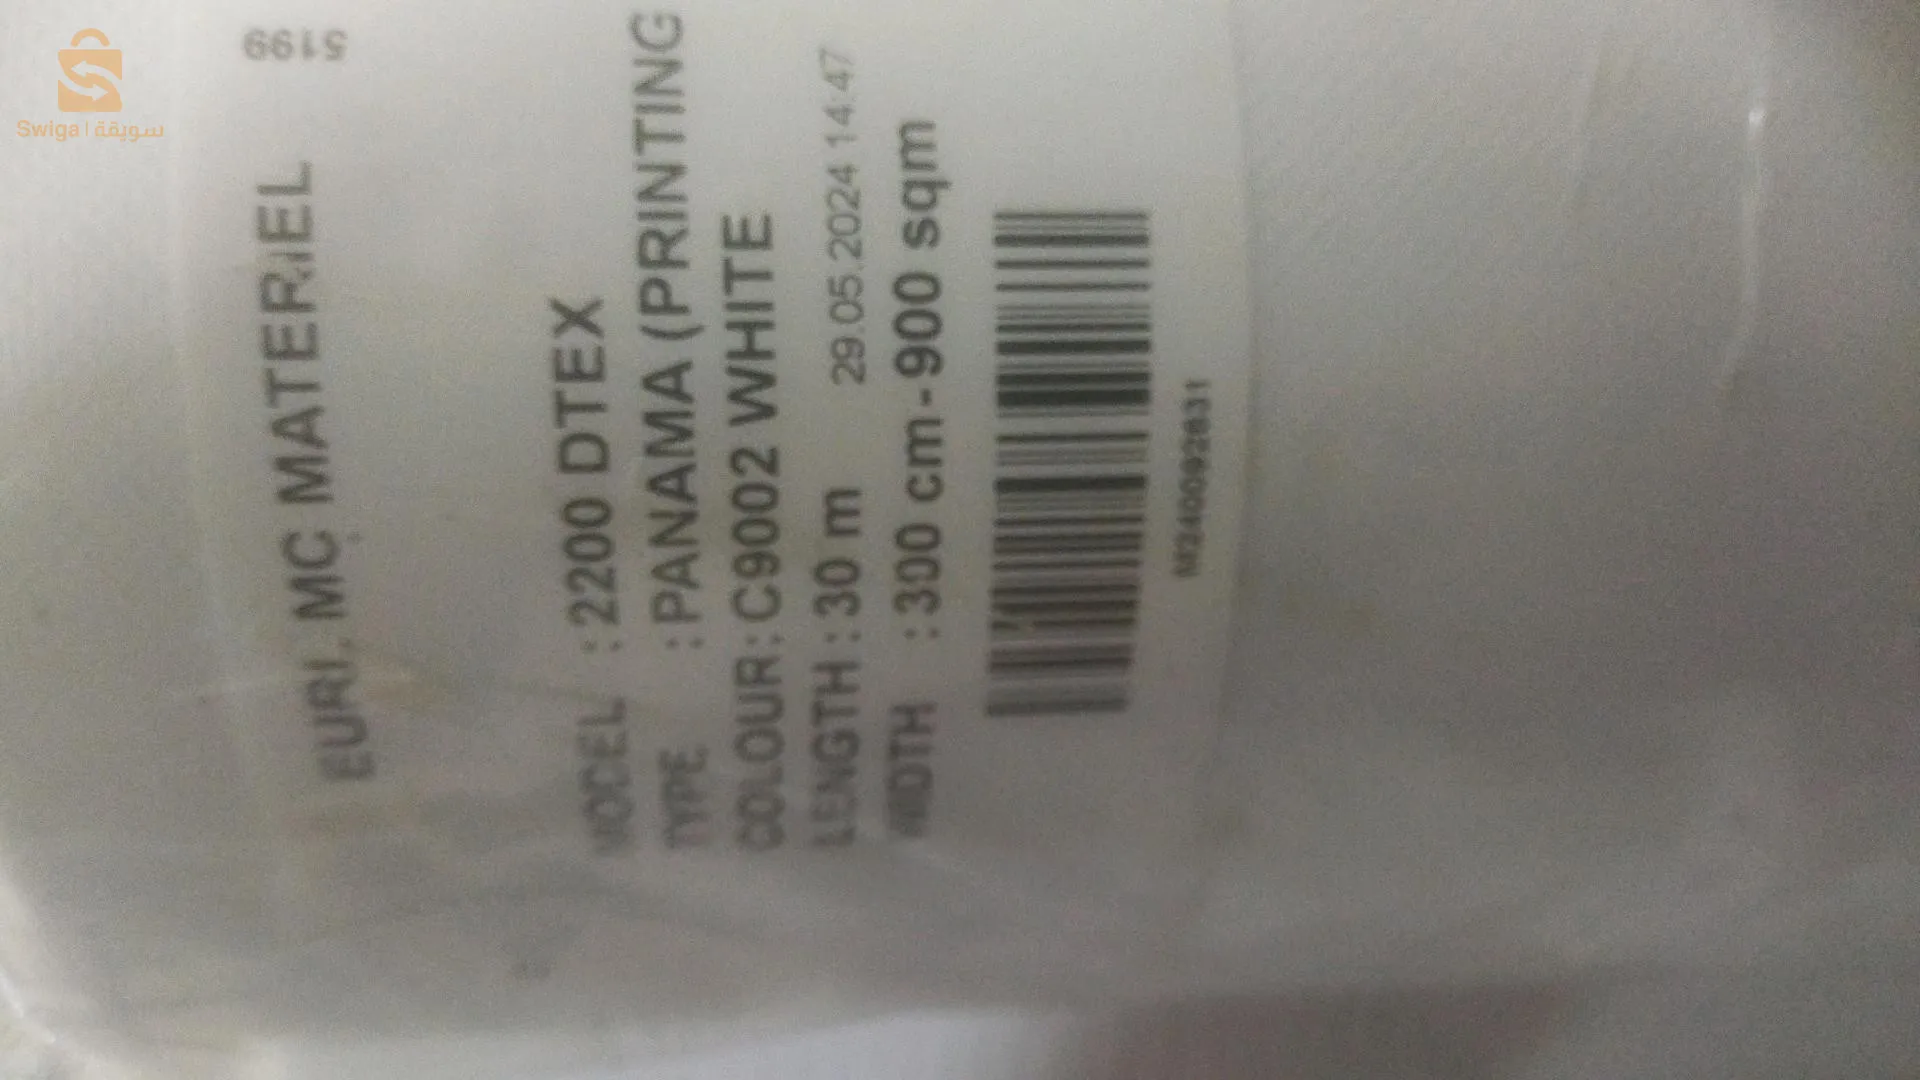 Swiga | سويقة
5199
EURL MC MATERIEL
MODEL : 2200 DTEX
TYPE : PANAMA (PRINTING
COLOUR : C9002 WHITE
LENGTH : 30 m 29.05.2024 14:47
WIDTH : 300 cm - 900 sqm